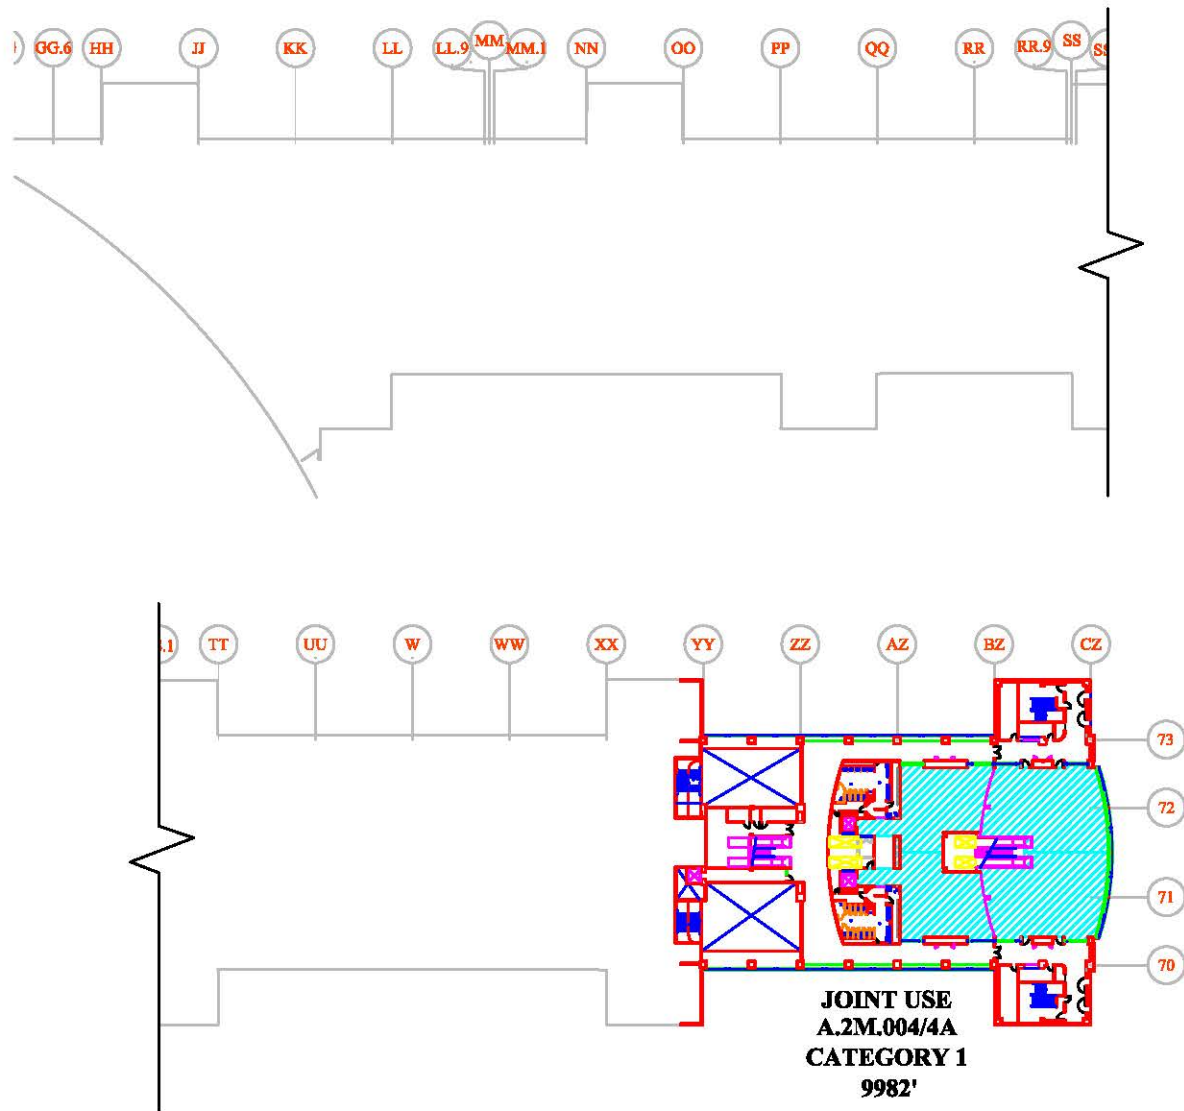 GG.6 HH JJ KK LL LL.9 MM MM.1 NN OO PP QQ RR RR.9 SS
TT UU W WW XX YY ZZ AZ BZ CZ
73
72
71
70
JOINT USE
A.2M.004/4A
CATEGORY 1
9982'